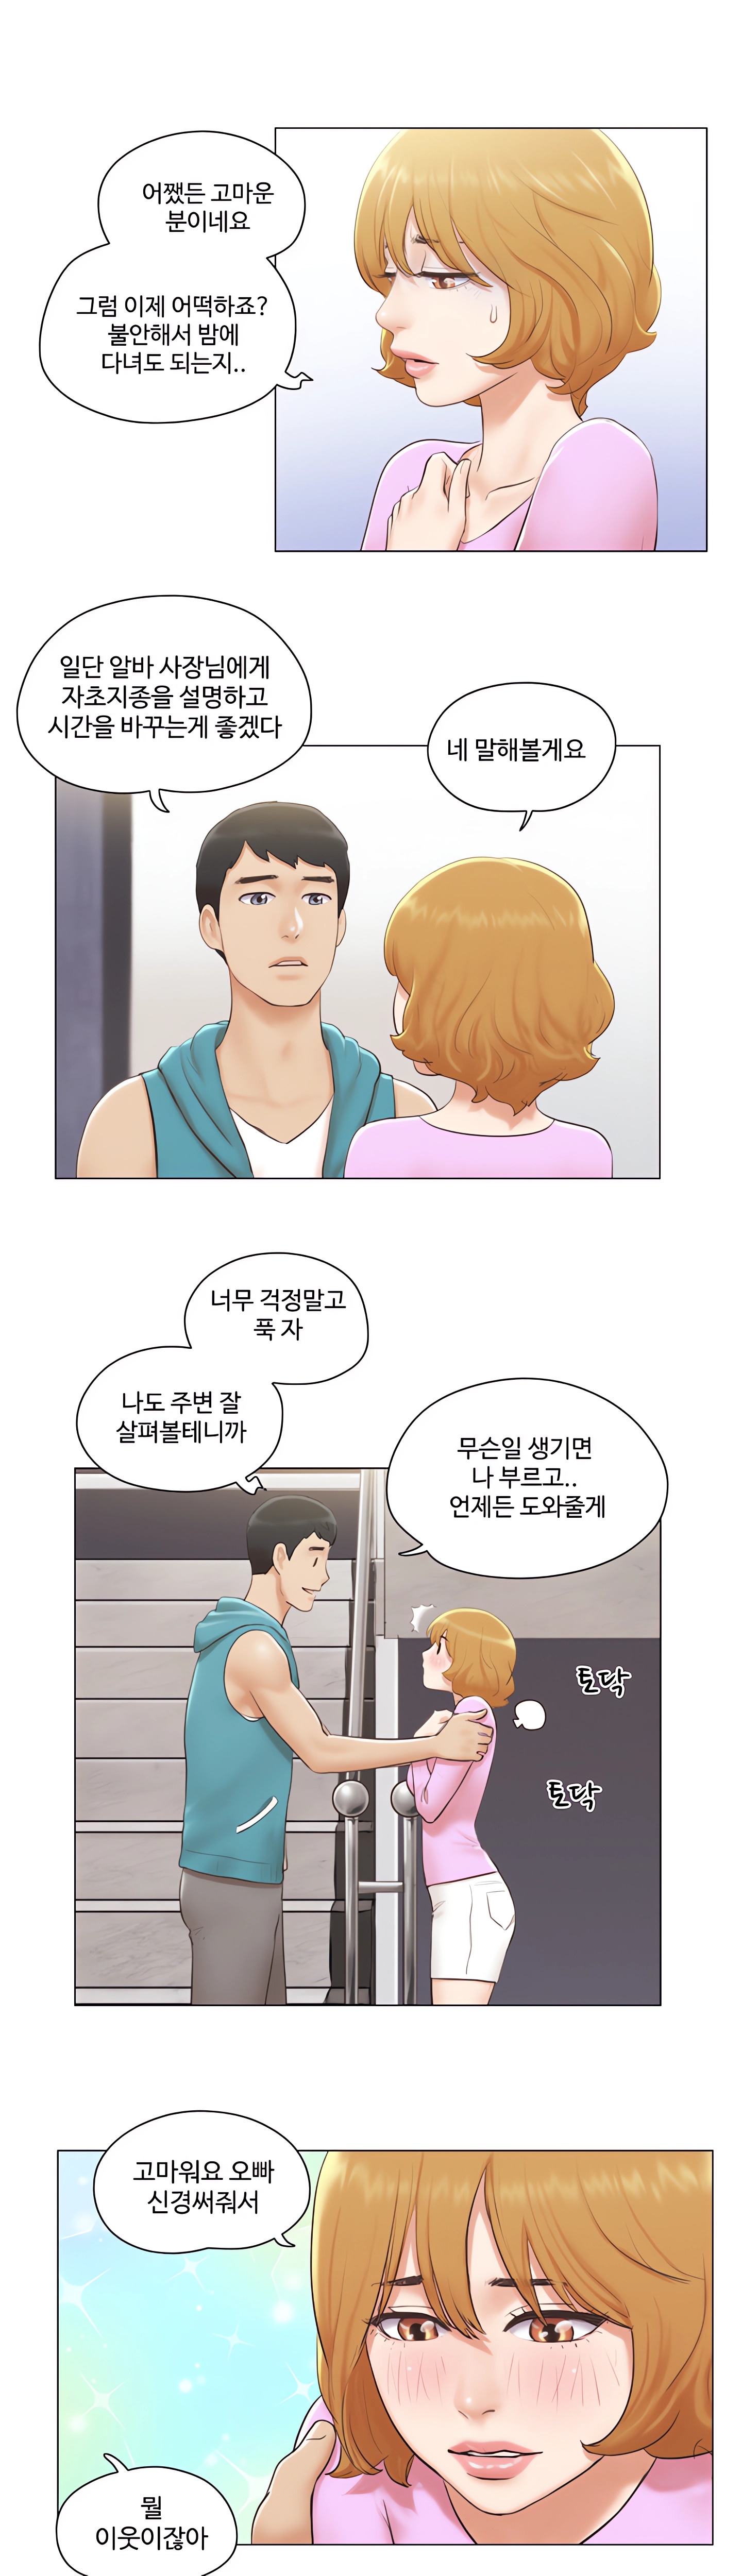 어쨌든 고마운
분이네요
그럼 이제 어떡하죠?
불안해서 밤에
다녀도 되는지..
일단 알바 사장님에게
자초지종을 설명하고
시간을 바꾸는게 좋겠다
네 말해볼게요
너무 걱정말고
푹 자
나도 주변 잘
살펴볼테니까
무슨일 생기면
나 부르고..
언제든 도와줄게
토닥
토닥
고마워요 오빠
신경써줘서
뭘
이웃이잖아